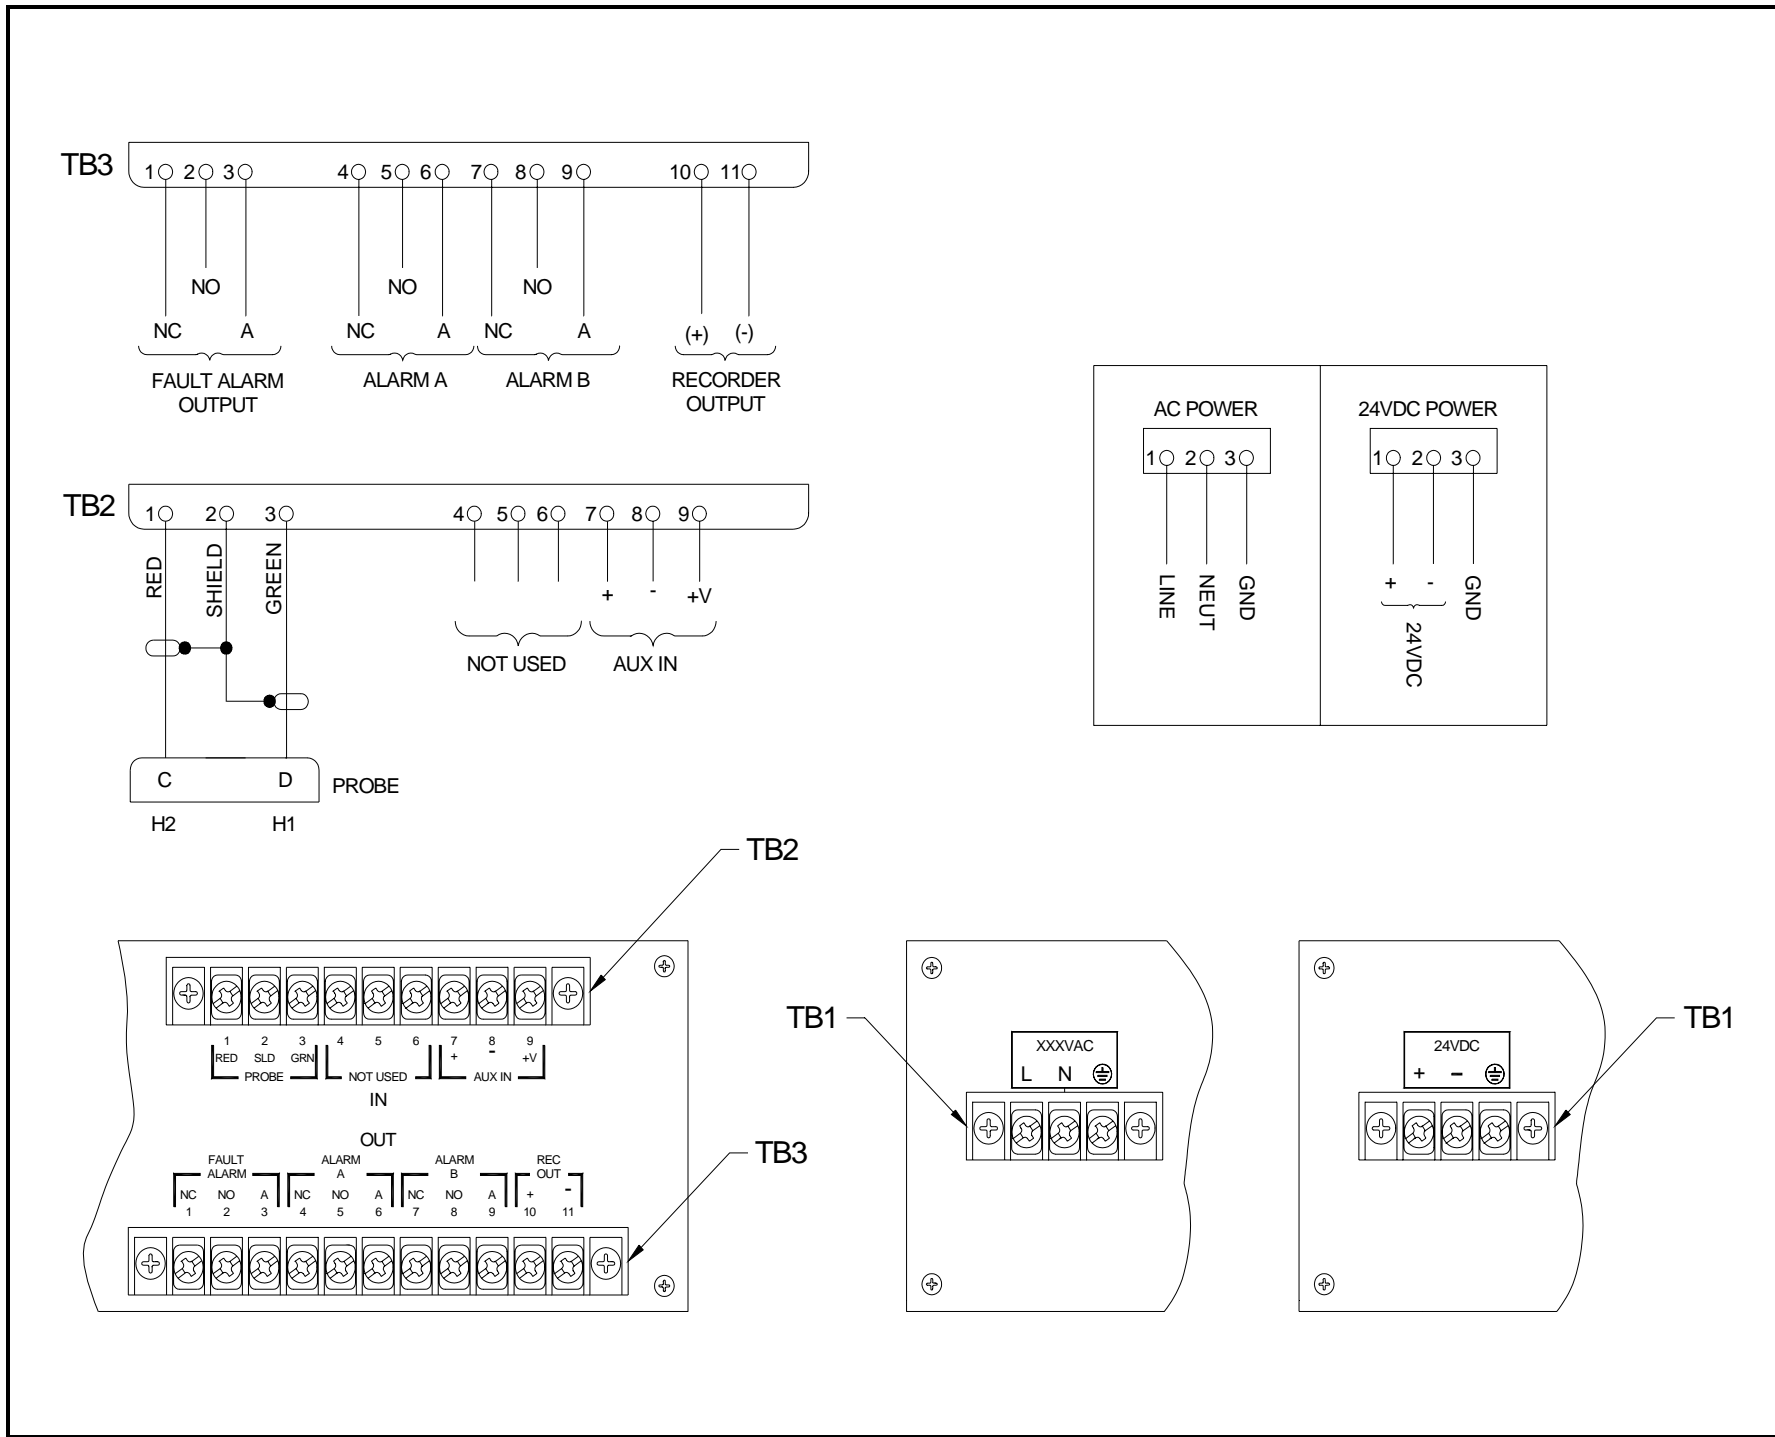 TB3
1 2 3 4 5 6 7 8 9 10 11
NO NO NO
NC A NC A NC A (+) (-)
FAULT ALARM
OUTPUT
ALARM A
ALARM B
RECORDER
OUTPUT
TB2
1 2 3 4 5 6 7 8 9
RED
SHIELD
GREEN
+ - +V
NOT USED
AUX IN
C D
PROBE
H2 H1
AC POWER
1 2 3
LINE
NEUT
GND
24VDC POWER
1 2 3
+ -
24VDC
GND
TB2
1 2 3 4 5 6 7 8 9
RED SLD GRN + - +V
PROBE NOT USED AUX IN
IN
OUT
FAULT
ALARM
ALARM
A
ALARM
B
REC
OUT
NC NO A NC NO A NC NO A + -
1 2 3 4 5 6 7 8 9 10 11
TB3
TB1
XXXVAC
L N
TB1
24VDC
+ -